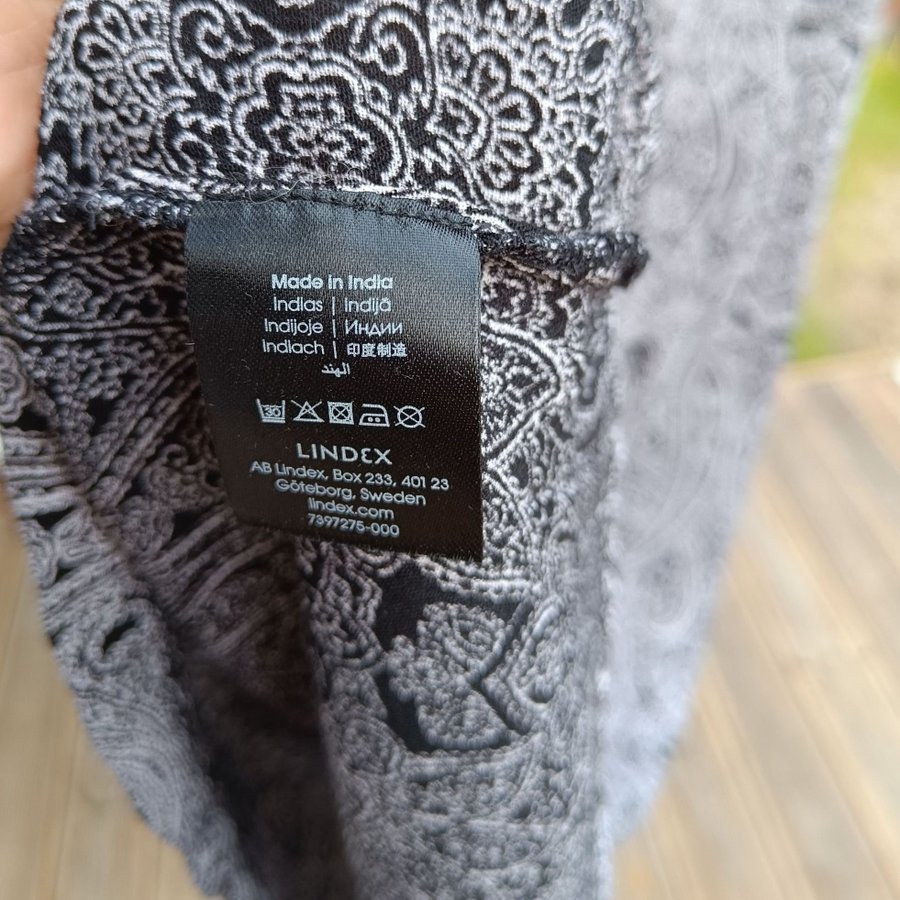 Made in India
Indias | Indijā
Indijoje | Индии
Indiach | 印度制造
الهند
30
LINDEX
AB Lindex, Box 233, 401 23
Göteborg, Sweden
lindex.com
7397275-000